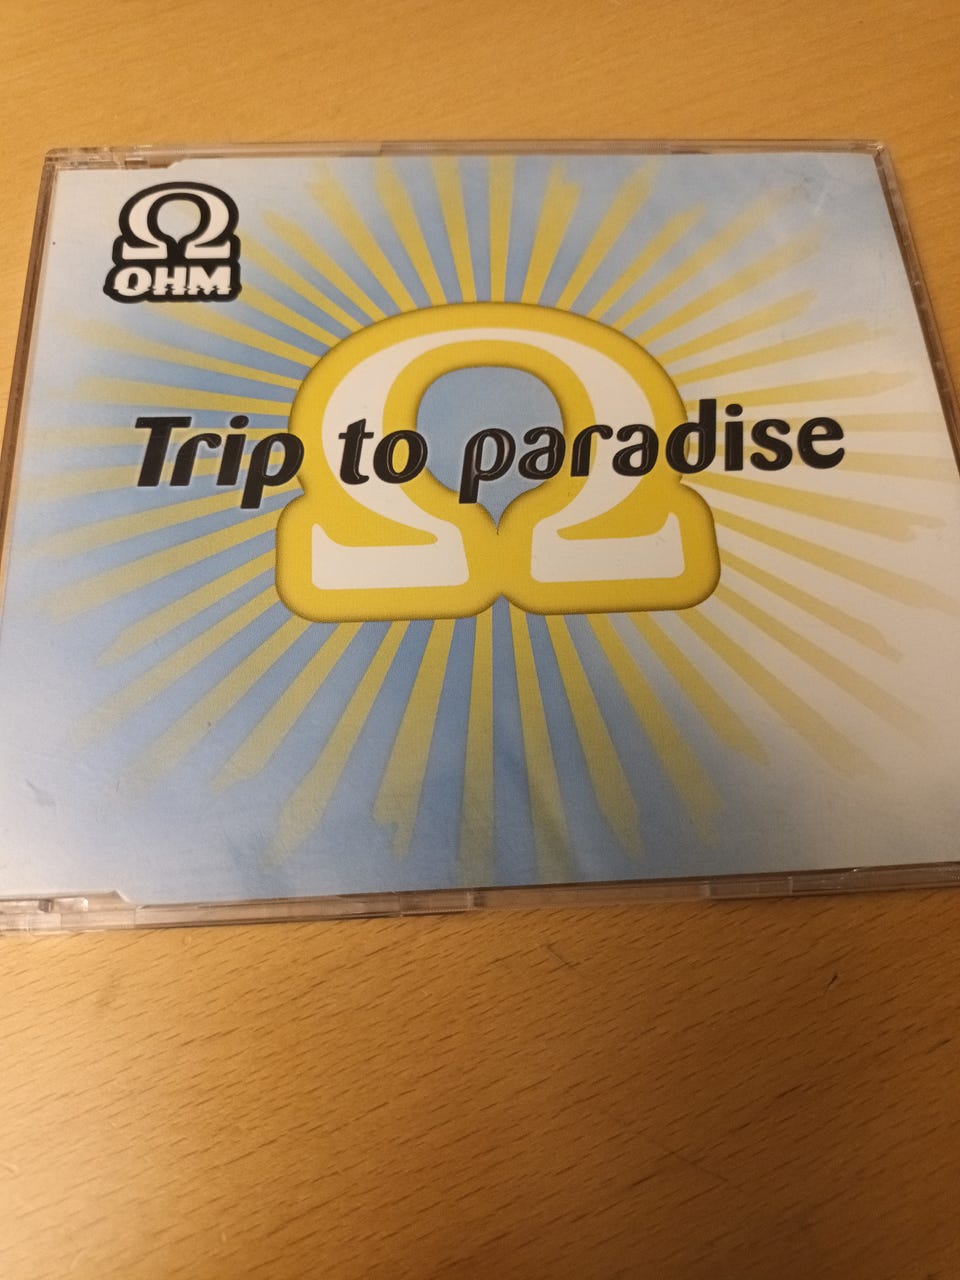 Ω
OHM
Trip to paradise
Ω